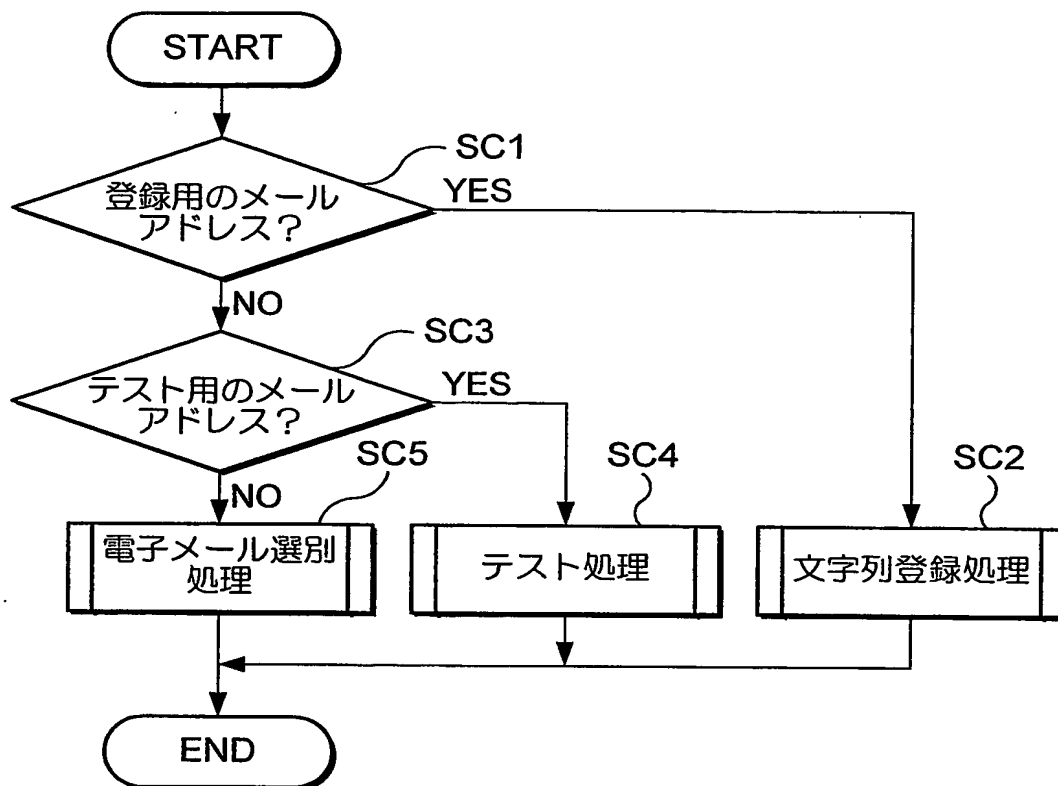 START
SC1
登録用のメール
アドレス?
YES
NO
SC3
テスト用のメール
アドレス?
YES
NO
SC5
SC4
SC2
電子メール選別
処理
テスト処理
文字列登録処理
END